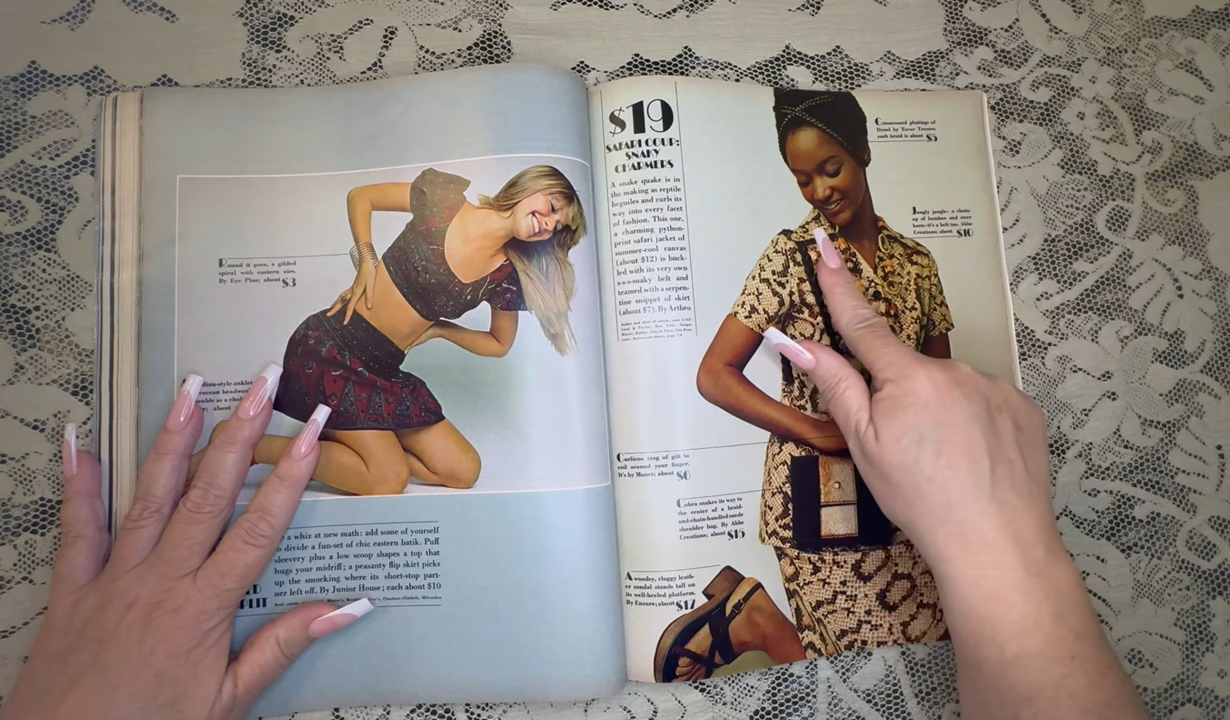 Round it goes, a gilded
spiral with eastern airs.
By Eye Plus; about $3
-style anklet
beadwork
as a
about
a whiz at new math: add some of yourself
divide a fun-set of chic eastern batik. Puff
sleevery plus a low scoop shapes a top that
hugs your midriff; a peasanty flip skirt picks
up the smocking where its short-stop part-
ner left off. By Junior House; each about $10
$19
SAFARI COUP:
SNAKY
CHARMERS
A snake quake is in
the making as reptile
beguiles and curls its
way into every facet
of fashion. This one,
a charming python-
print safari jacket of
summer-cool canvas
(about $12) is buck-
led with its very own
s-s-s-snaky belt and
teamed with a serpen-
tine snippet of skirt
(about $7). By Artbro
Crisscrossed plaitings of
Dynel by Tovar Tresses,
each braid is about $5
Jungly jangle: a chain-
up of bamboo and
horn—it's a belt too. Abbe
Creations; about $10
Curlicue ring of gilt to
coil around your finger.
It's by Monet; about $6
Cobra snakes its way to
the center of a braid-
and-chain-handled suede
shoulder bag. By Abbe
Creations; about $15
A woodsy, cloggy leath-
er sandal stands tall on
its well-heeled platform.
By Encore; about $17